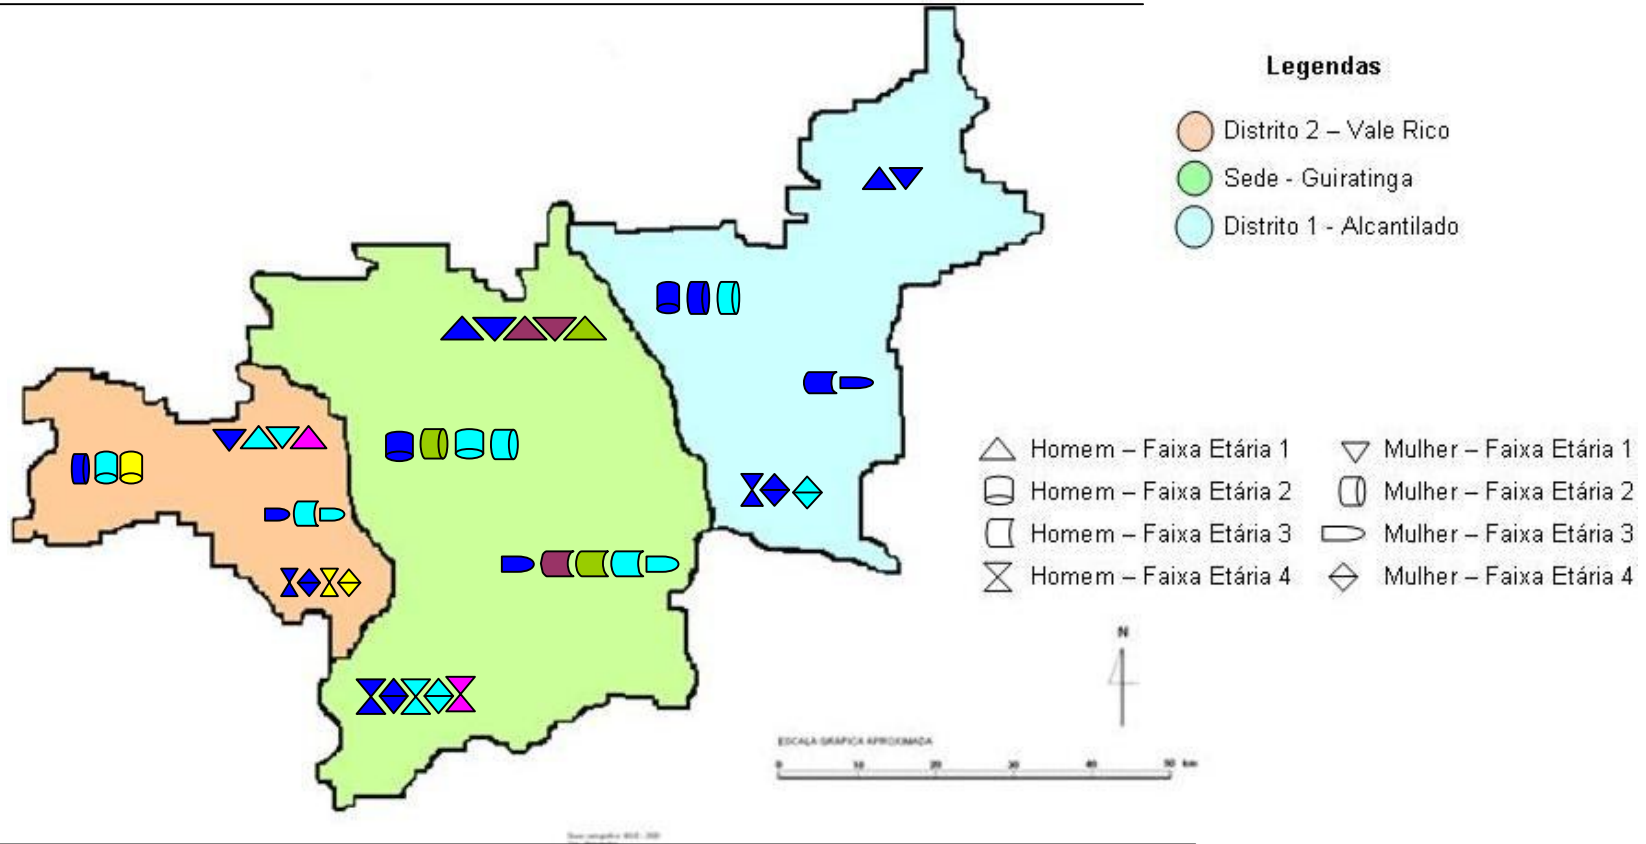 Legendas
Distrito 2 – Vale Rico
Sede - Guiratinga
Distrito 1 - Alcantilado
Homem – Faixa Etária 1
Mulher – Faixa Etária 1
Homem – Faixa Etária 2
Mulher – Faixa Etária 2
Homem – Faixa Etária 3
Mulher – Faixa Etária 3
Homem – Faixa Etária 4
Mulher – Faixa Etária 4
N
ESCALA GRÁFICA APROXIMADA
0 10 20 30 40 50 km